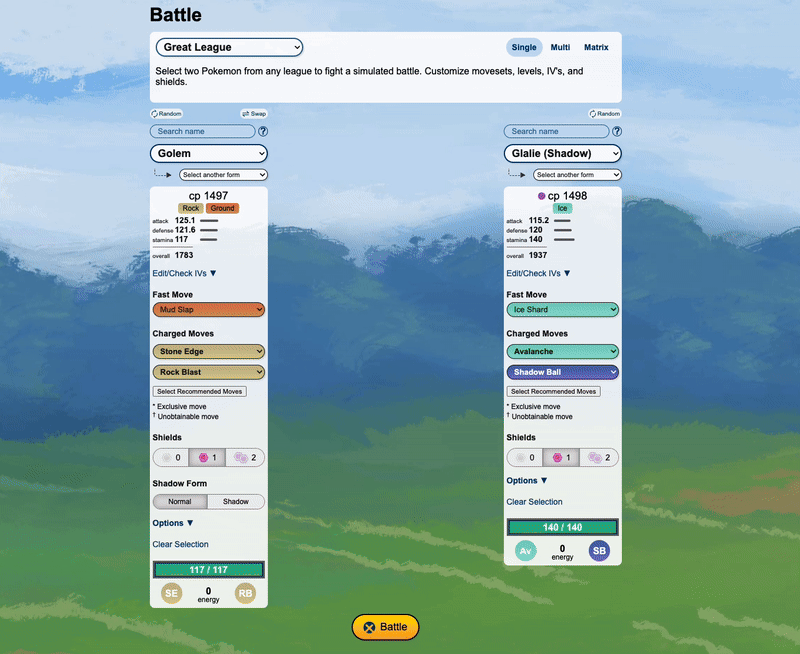 Battle
Great League
Single
Multi
Matrix
Select two Pokemon from any league to fight a simulated battle. Customize movesets, levels, IV's, and
shields.
Random
Swap
Search name
?
Golem
Select another form
cp 1497
Rock
Ground
attack 125.1
defense 121.6
stamina 117
overall 1783
Edit/Check IVs ▼
Fast Move
Mud Slap
Charged Moves
Stone Edge
Rock Blast
Select Recommended Moves
* Exclusive move
† Unobtainable move
Shields
0
1
2
Shadow Form
Normal
Shadow
Options ▼
Clear Selection
117 / 117
SE
0
energy
RB
Random
Search name
?
Glalie (Shadow)
Select another form
cp 1498
Ice
attack 115.2
defense 120
stamina 140
overall 1937
Edit/Check IVs ▼
Fast Move
Ice Shard
Charged Moves
Avalanche
Shadow Ball
Select Recommended Moves
* Exclusive move
† Unobtainable move
Shields
0
1
2
Options ▼
Clear Selection
140 / 140
Av
0
energy
SB
Battle